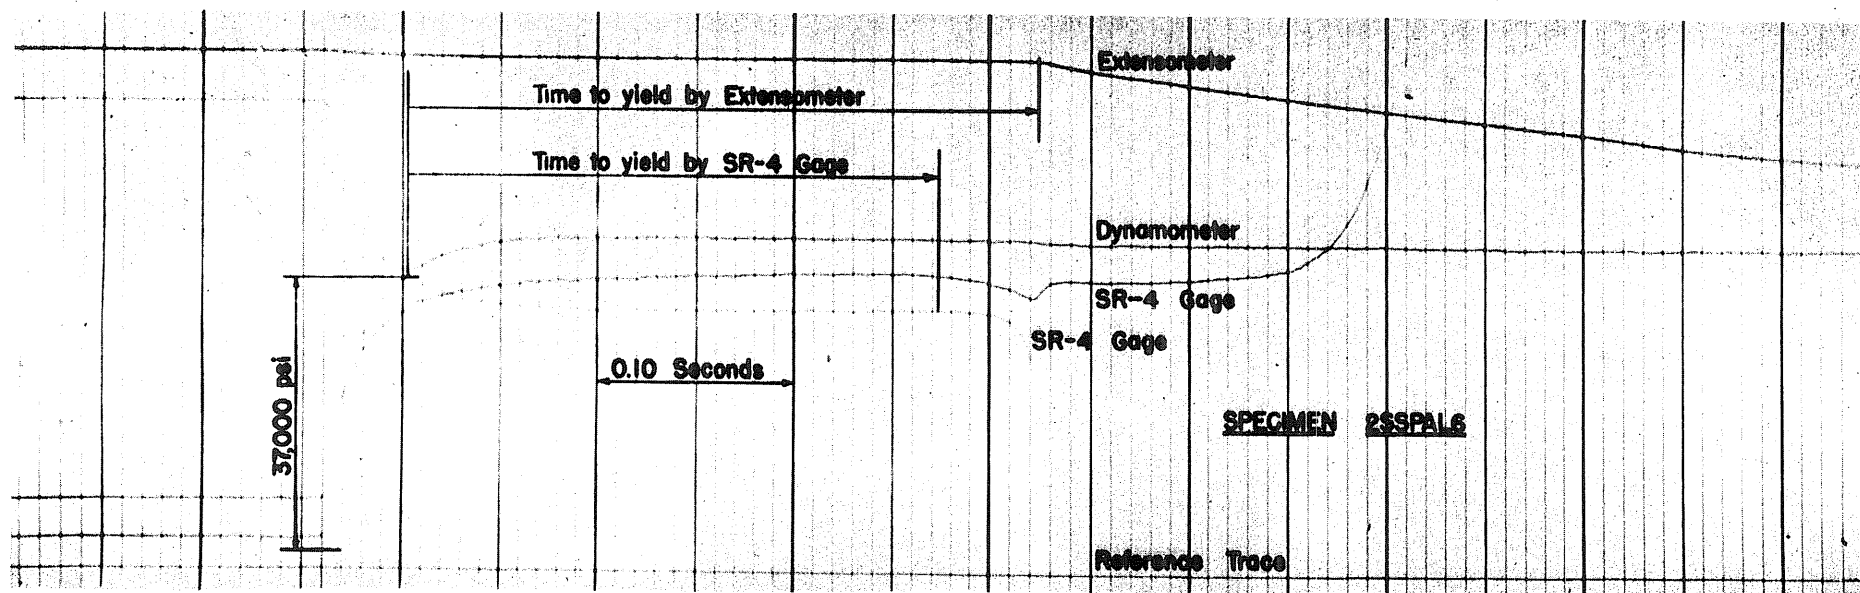 Extensometer
Time to yield by Extensometer
Time to yield by SR-4 Gage
Dynamometer
SR-4 Gage
SR-4 Gage
0.10 Seconds
37,000 psi
SPECIMEN 2SSPAL6
Reference Trace